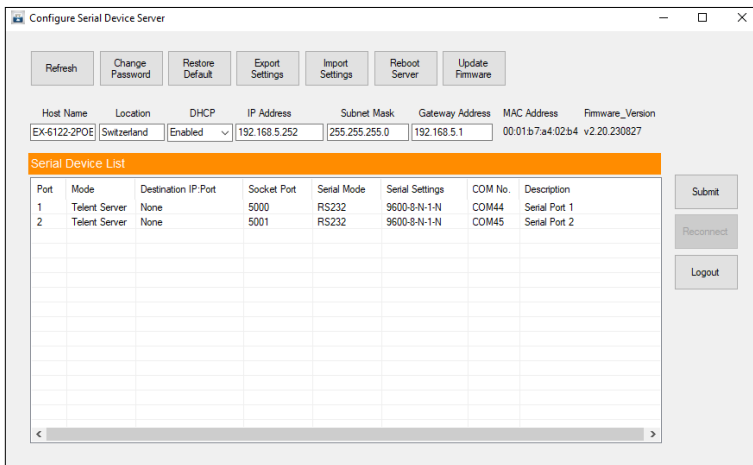 Configure Serial Device Server
Refresh
Change Password
Restore Default
Export Settings
Import Settings
Reboot Server
Update Firmware
Host Name Location DHCP IP Address Subnet Mask Gateway Address MAC Address Firmware_Version
EX-6122-2POE Switzerland Enabled 192.168.5.252 255.255.255.0 192.168.5.1 00:01:b7:a4:02:b4 v2.20.230827
Serial Device List
Port Mode Destination IP:Port Socket Port Serial Mode Serial Settings COM No. Description
1 Telent Server None 5000 RS232 9600-8-N-1-N COM44 Serial Port 1
2 Telent Server None 5001 RS232 9600-8-N-1-N COM45 Serial Port 2
Submit
Reconnect
Logout